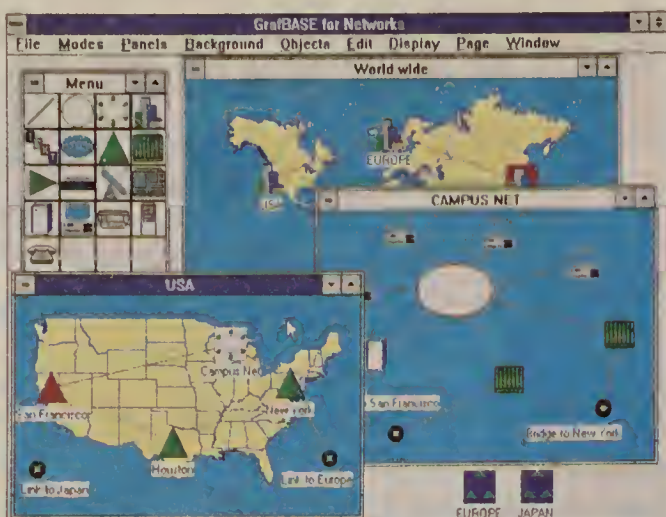 GrafBASE for Networks
File Modes Panels Background Objects Edit Display Page Window
Menu
World wide
EUROPE
CAMPUS NET
USA
Campus Net
San Francisco
New York
Houston
Link to Japan
Link to Europe
San Francisco
Bridge to New York
EUROPE
JAPAN